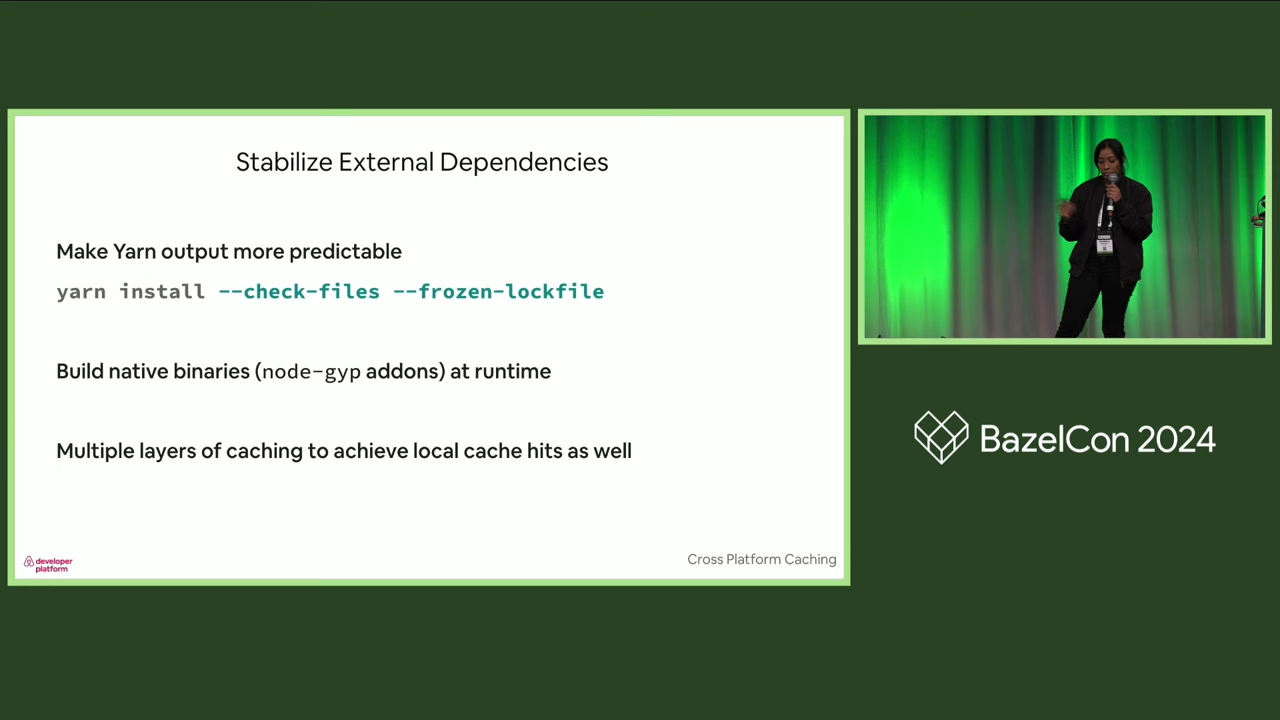 Stabilize External Dependencies
Make Yarn output more predictable
yarn install --check-files --frozen-lockfile
Build native binaries (node-gyp addons) at runtime
Multiple layers of caching to achieve local cache hits as well
developer
platform
Cross Platform Caching
BazelCon 2024